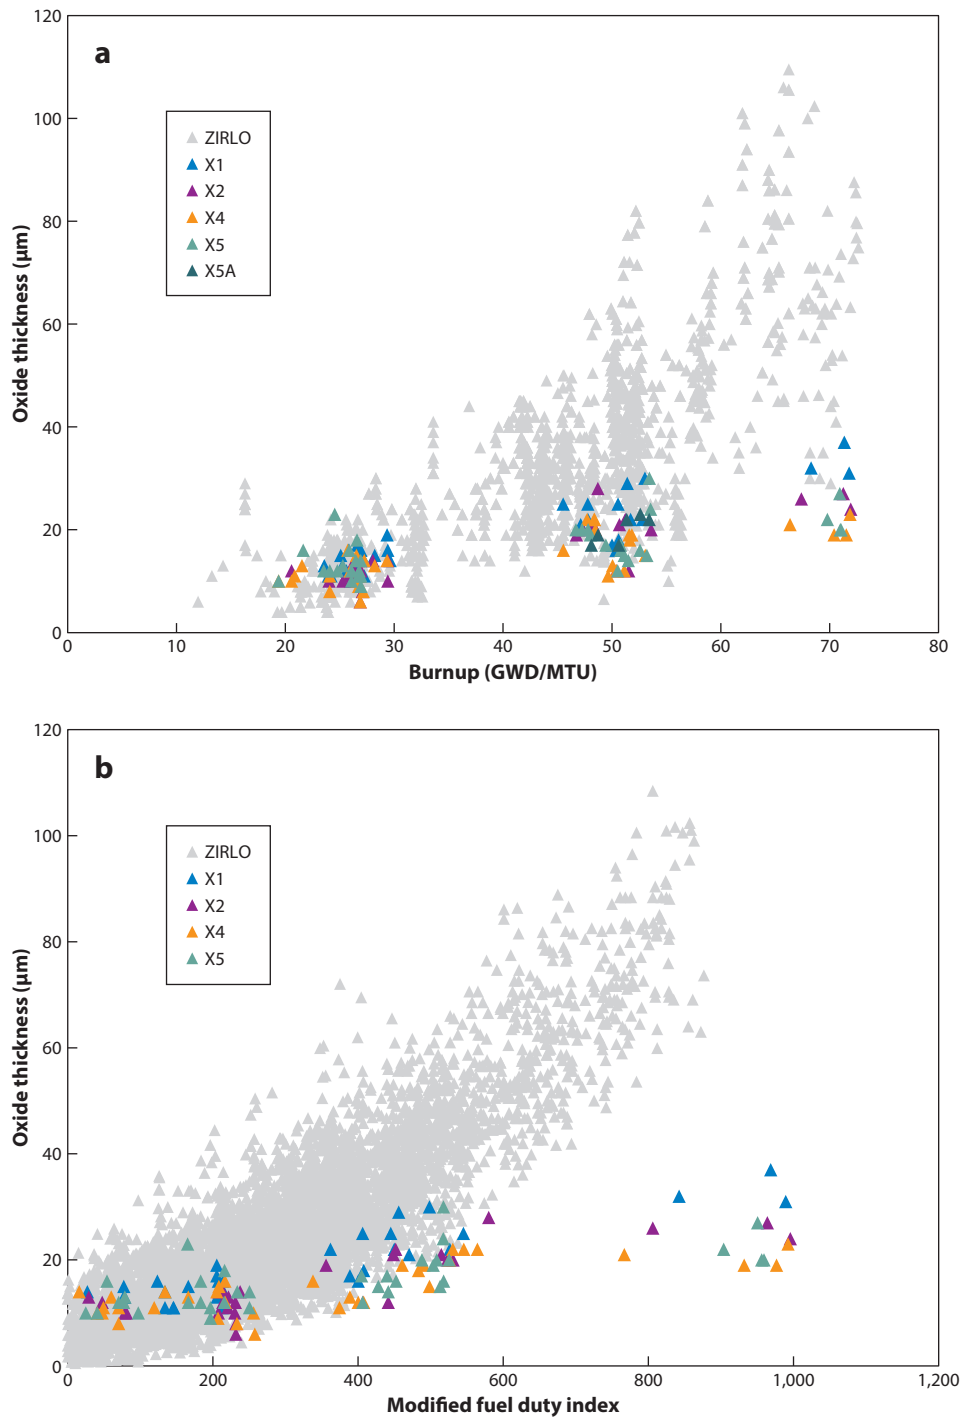 120
a
100
80
60
40
20
0
Oxide thickness (μm)
ZIRLO
X1
X2
X4
X5
X5A
0 10 20 30 40 50 60 70 80
Burnup (GWD/MTU)
120
b
100
80
60
40
20
0
Oxide thickness (μm)
ZIRLO
X1
X2
X4
X5
0 200 400 600 800 1,000 1,200
Modified fuel duty index